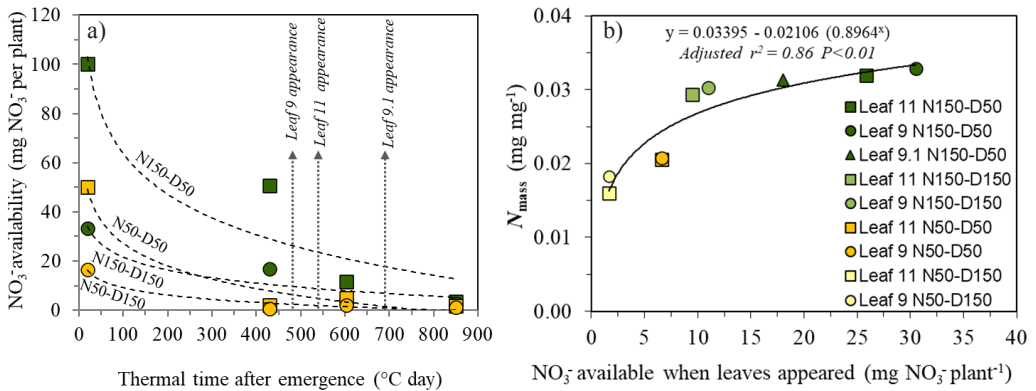 a)
NO₃⁻ availability (mg NO₃⁻ per plant)
120
100
80
60
40
20
0
N150-D50
N50-D50
N150-D150
N50-D150
Leaf 9 appearance
Leaf 11 appearance
Leaf 9.1 appearance
0 100 200 300 400 500 600 700 800 900
Thermal time after emergence (°C day)
b)
y = 0.03395 - 0.02106 (0.8964ˣ)
Adjusted r² = 0.86 P<0.01
Nmass (mg mg⁻¹)
0.04
0.03
0.02
0.01
0.00
Leaf 11 N150-D50
Leaf 9 N150-D50
Leaf 9.1 N150-D50
Leaf 11 N150-D150
Leaf 9 N150-D150
Leaf 11 N50-D50
Leaf 9 N50-D50
Leaf 11 N50-D150
Leaf 9 N50-D150
0 5 10 15 20 25 30 35 40
NO₃⁻ available when leaves appeared (mg NO₃⁻ plant⁻¹)